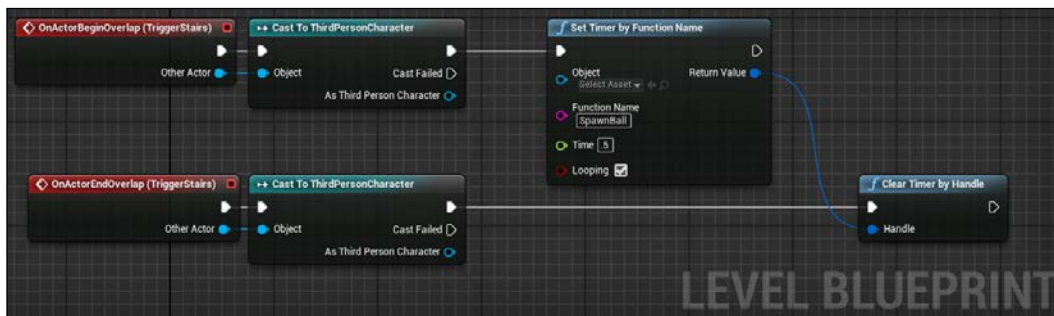 OnActorBeginOverlap (TriggerStairs)
Other Actor
Cast To ThirdPersonCharacter
Object
Cast Failed
As Third Person Character
Set Timer by Function Name
Object
Select Asset
Return Value
Function Name
SpawnBall
Time 5
Looping
OnActorEndOverlap (TriggerStairs)
Other Actor
Cast To ThirdPersonCharacter
Object
Cast Failed
As Third Person Character
Clear Timer by Handle
Handle
LEVEL BLUEPRINT